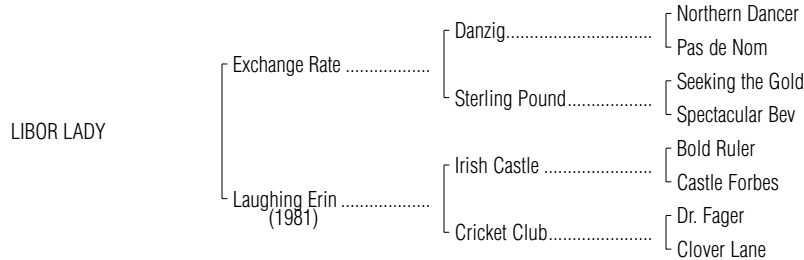 Northern Dancer
Danzig..............................
Pas de Nom
Exchange Rate ..................
Seeking the Gold
Sterling Pound.................
Spectacular Bev
LIBOR LADY
Bold Ruler
Irish Castle ......................
Castle Forbes
Laughing Erin ...................
(1981)
Dr. Fager
Cricket Club.....................
Clover Lane